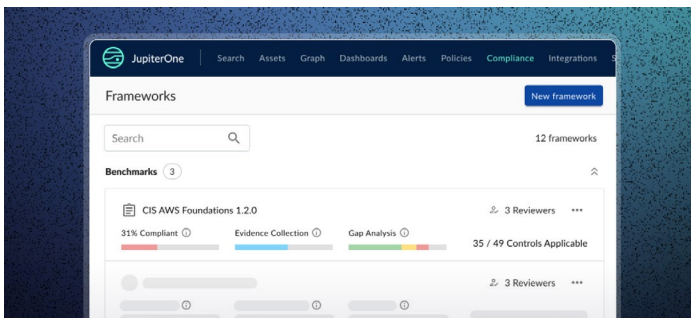 JupiterOne Search Assets Graph Dashboards Alerts Policies Compliance Integrations S
Frameworks New framework
Search 12 frameworks
Benchmarks 3
CIS AWS Foundations 1.2.0 3 Reviewers
31% Compliant Evidence Collection Gap Analysis
35 / 49 Controls Applicable
3 Reviewers